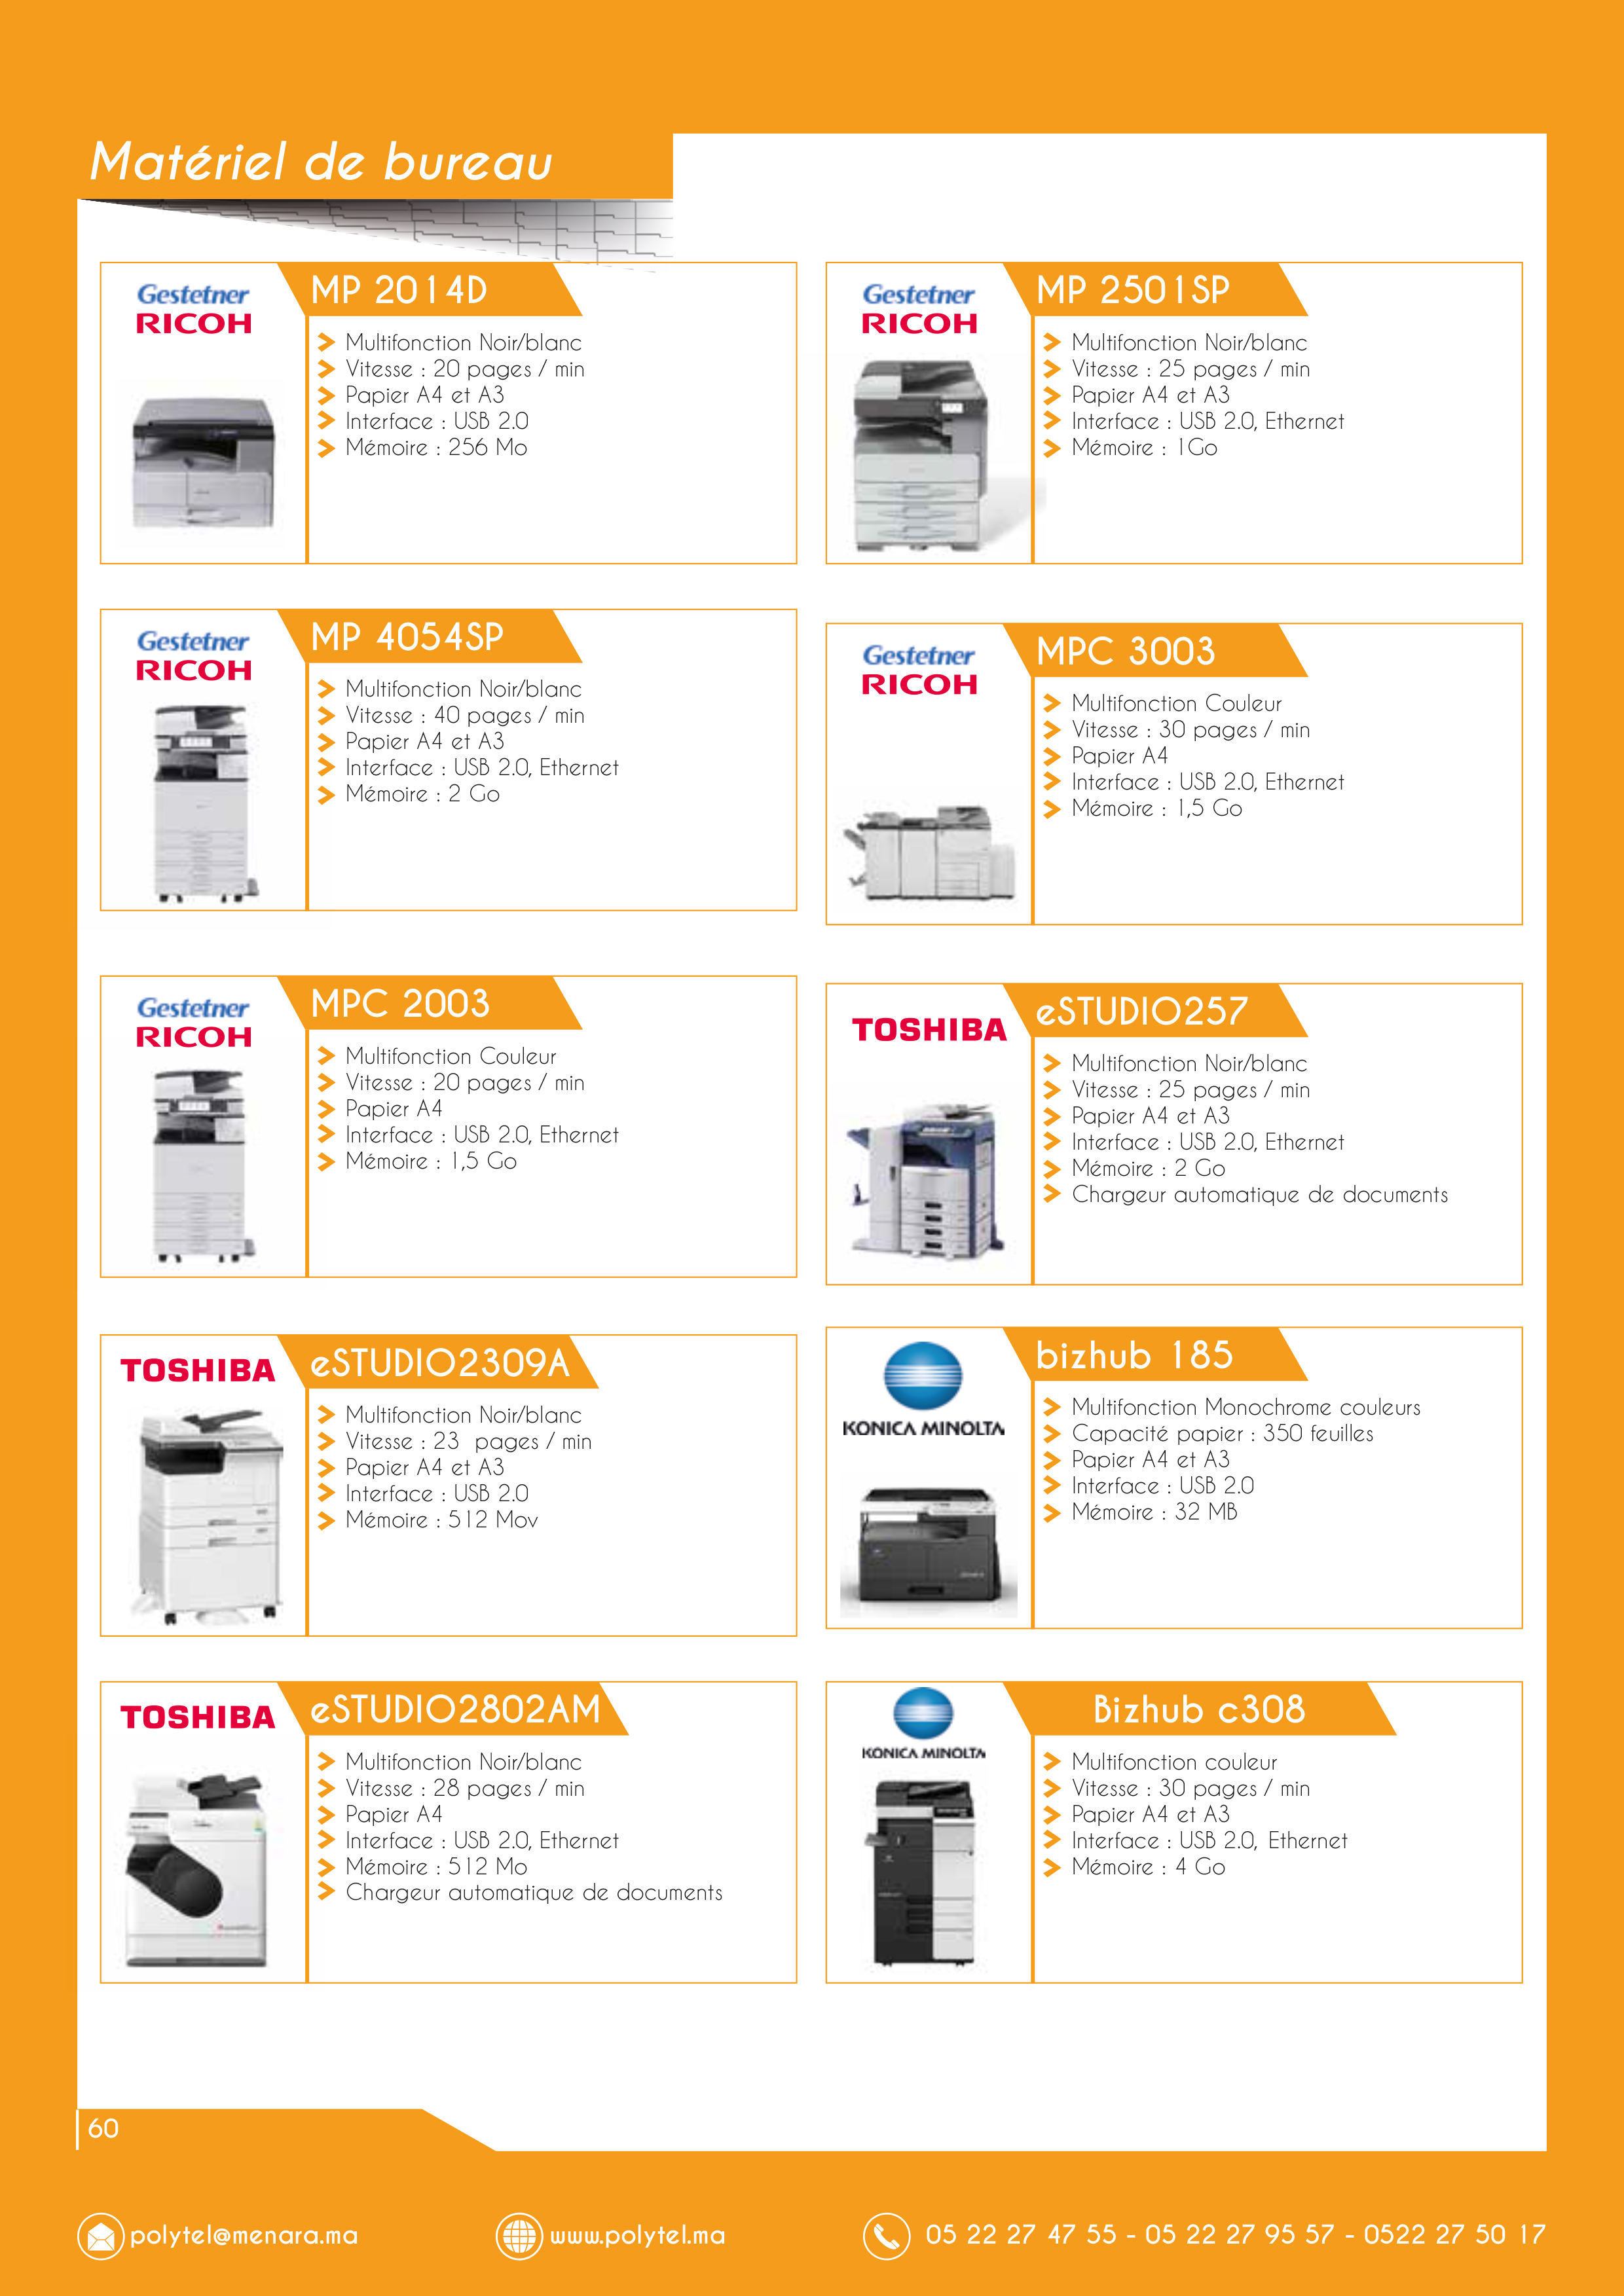 Matériel de bureau
Gestetner
RICOH
MP 2014D
Multifonction Noir/blanc
Vitesse : 20 pages / min
Papier A4 et A3
Interface : USB 2.0
Mémoire : 256 Mo
Gestetner
RICOH
MP 2501SP
Multifonction Noir/blanc
Vitesse : 25 pages / min
Papier A4 et A3
Interface : USB 2.0, Ethernet
Mémoire : 1Go
Gestetner
RICOH
MP 4054SP
Multifonction Noir/blanc
Vitesse : 40 pages / min
Papier A4 et A3
Interface : USB 2.0, Ethernet
Mémoire : 2 Go
Gestetner
RICOH
MPC 3003
Multifonction Couleur
Vitesse : 30 pages / min
Papier A4
Interface : USB 2.0, Ethernet
Mémoire : 1,5 Go
Gestetner
RICOH
MPC 2003
Multifonction Couleur
Vitesse : 20 pages / min
Papier A4
Interface : USB 2.0, Ethernet
Mémoire : 1,5 Go
TOSHIBA
eSTUDIO257
Multifonction Noir/blanc
Vitesse : 25 pages / min
Papier A4 et A3
Interface : USB 2.0, Ethernet
Mémoire : 2 Go
Chargeur automatique de documents
TOSHIBA
eSTUDIO2309A
Multifonction Noir/blanc
Vitesse : 23  pages / min
Papier A4 et A3
Interface : USB 2.0
Mémoire : 512 Mov
KONICA MINOLTA
bizhub 185
Multifonction Monochrome couleurs
Capacité papier : 350 feuilles
Papier A4 et A3
Interface : USB 2.0
Mémoire : 32 MB
TOSHIBA
eSTUDIO2802AM
Multifonction Noir/blanc
Vitesse : 28 pages / min
Papier A4
Interface : USB 2.0, Ethernet
Mémoire : 512 Mo
Chargeur automatique de documents
KONICA MINOLTA
Bizhub c308
Multifonction couleur
Vitesse : 30 pages / min
Papier A4 et A3
Interface : USB 2.0, Ethernet
Mémoire : 4 Go
60
polytel@menara.ma
www.polytel.ma
05 22 27 47 55 - 05 22 27 95 57 - 0522 27 50 17